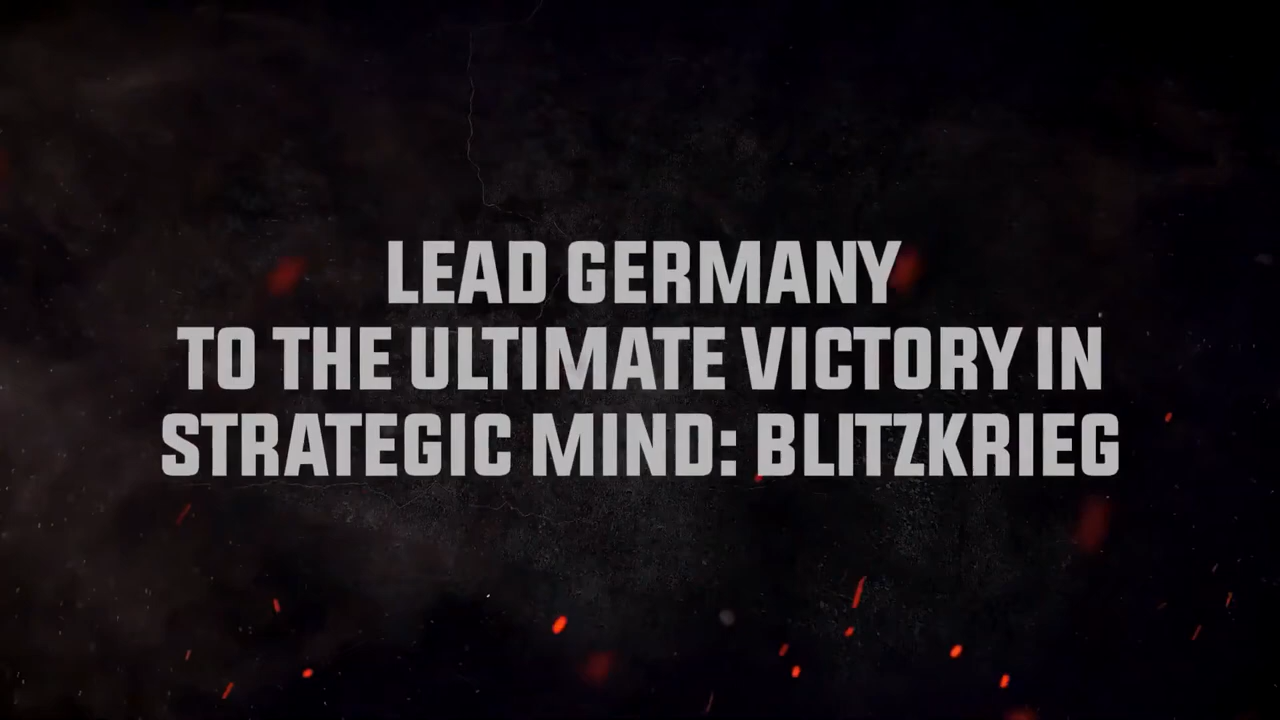 LEAD GERMANY
TO THE ULTIMATE VICTORY IN
STRATEGIC MIND: BLITZKRIEG